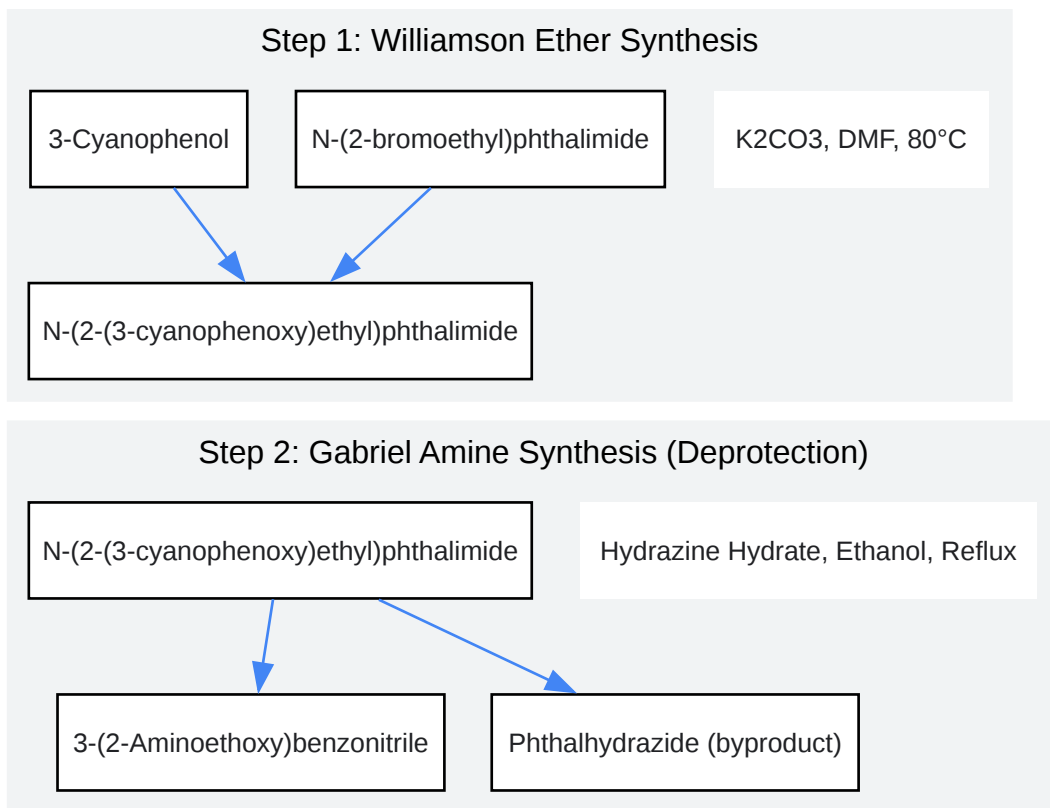 Step 1: Williamson Ether Synthesis
3-Cyanophenol
N-(2-bromoethyl)phthalimide
K2CO3, DMF, 80°C
N-(2-(3-cyanophenoxy)ethyl)phthalimide
Step 2: Gabriel Amine Synthesis (Deprotection)
N-(2-(3-cyanophenoxy)ethyl)phthalimide
Hydrazine Hydrate, Ethanol, Reflux
3-(2-Aminoethoxy)benzonitrile
Phthalhydrazide (byproduct)